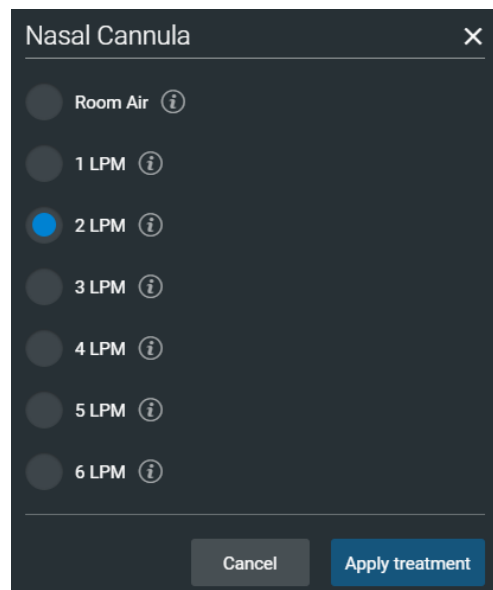 Nasal Cannula
Room Air
1 LPM
2 LPM
3 LPM
4 LPM
5 LPM
6 LPM
Cancel Apply treatment